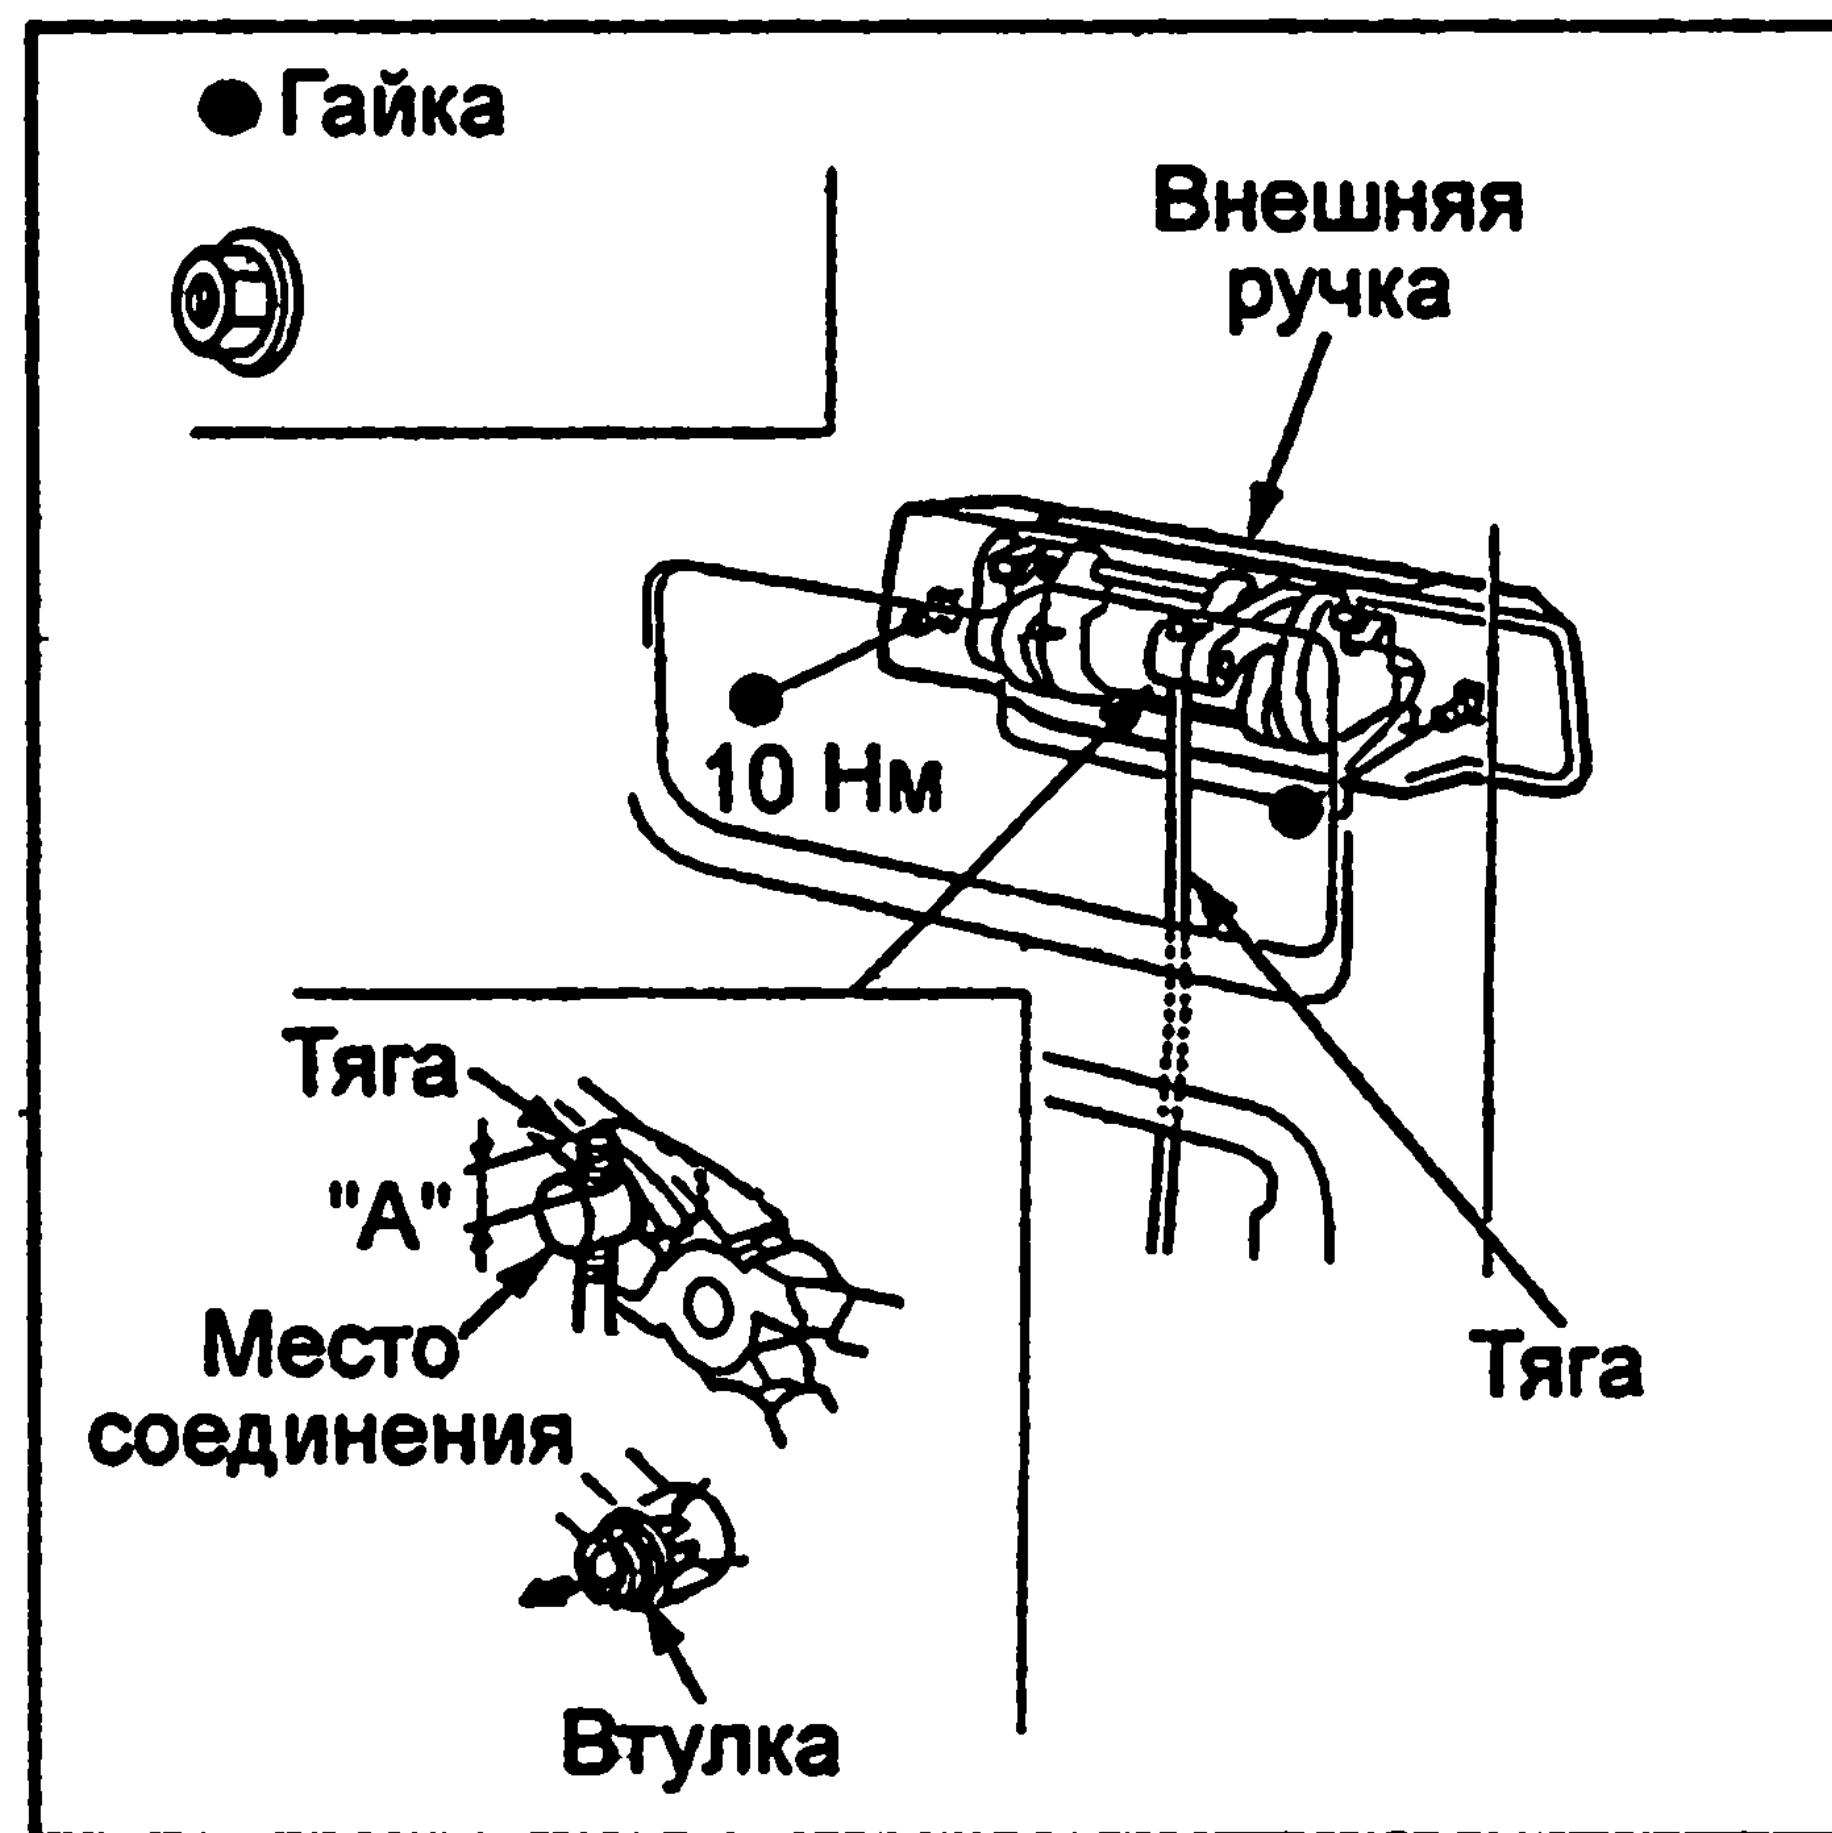 Гайка
Внешняя
ручка
10 Нм
Тяга
"А"
Место
соединения
Тяга
Втулка